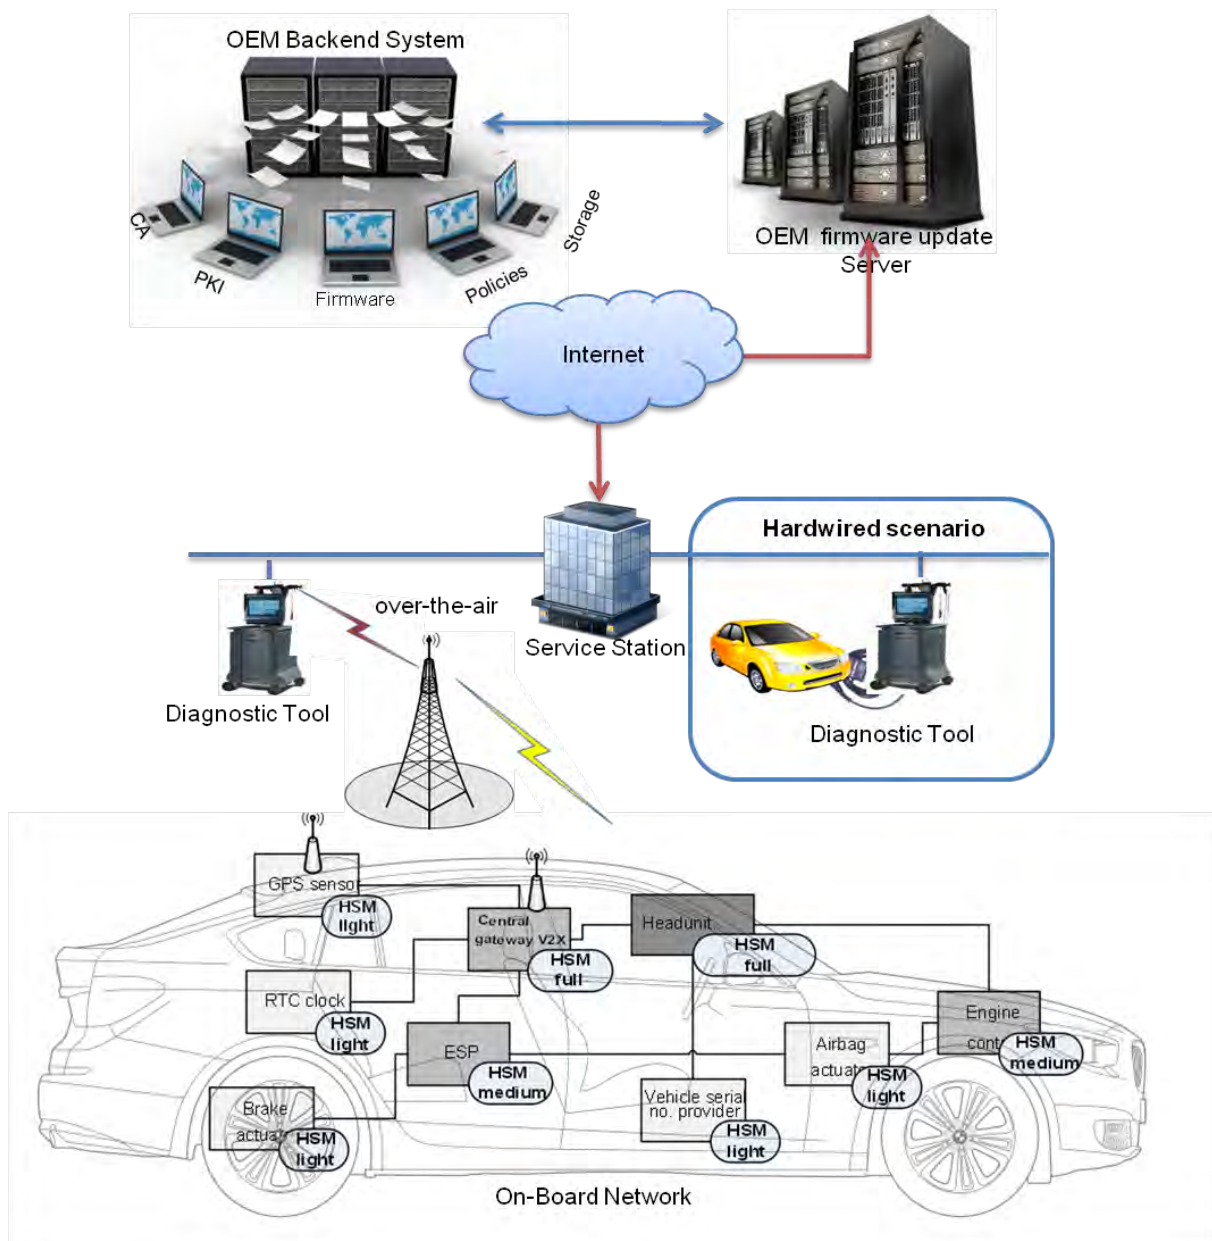 OEM Backend System
CA
PKI
Firmware
Policies
Storage
OEM firmware update
Server
Internet
Hardwired scenario
over-the-air
Service Station
Diagnostic Tool
Diagnostic Tool
GPS sensor
HSM
light
Central
gateway V2X
HSM
full
Headunit
HSM
full
RTC clock
HSM
light
ESP
HSM
medium
Airbag
actuat
HSM
light
Engine
cont
HSM
medium
Brake
actuat
HSM
light
Vehicle serial
no. provider
HSM
light
On-Board Network